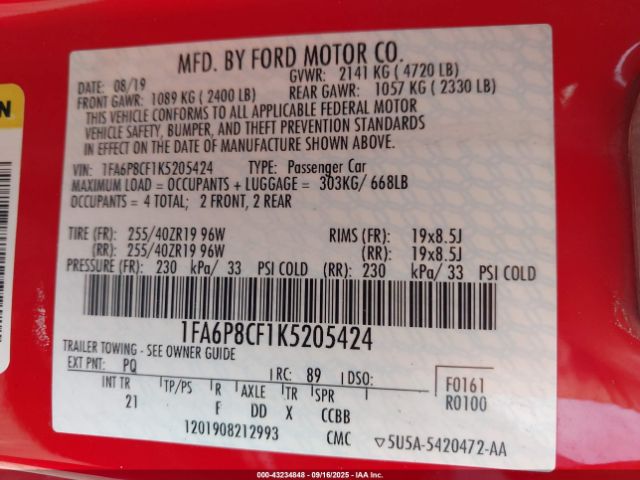 MFD. BY FORD MOTOR CO.
DATE: 08/19 GVWR: 2141 KG ( 4720 LB)
FRONT GAWR: 1089 KG ( 2400 LB) REAR GAWR: 1057 KG ( 2330 LB)
THIS VEHICLE CONFORMS TO ALL APPLICABLE FEDERAL MOTOR
VEHICLE SAFETY, BUMPER, AND THEFT PREVENTION STANDARDS
IN EFFECT ON THE DATE OF MANUFACTURE SHOWN ABOVE.
VIN: 1FA6P8CF1K5205424 TYPE: Passenger Car
MAXIMUM LOAD = OCCUPANTS + LUGGAGE = 303KG/ 668LB
OCCUPANTS = 4 TOTAL; 2 FRONT, 2 REAR
TIRE (FR): 255/40ZR19 96W RIMS (FR): 19x8.5J
(RR): 255/40ZR19 96W (RR): 19x8.5J
PRESSURE (FR): 230 kPa/ 33 PSI COLD (RR): 230 kPa/ 33 PSI COLD
1FA6P8CF1K5205424
TRAILER TOWING - SEE OWNER GUIDE
EXT PNT: PQ RC: 89 DSO: F0161
INT TR TP/PS R AXLE TR SPR R0100
21 F DD X CCBB
1201908212993 CMC 5U5A-5420472-AA
000-43234848 - 09/16/2025 - IAAI.com